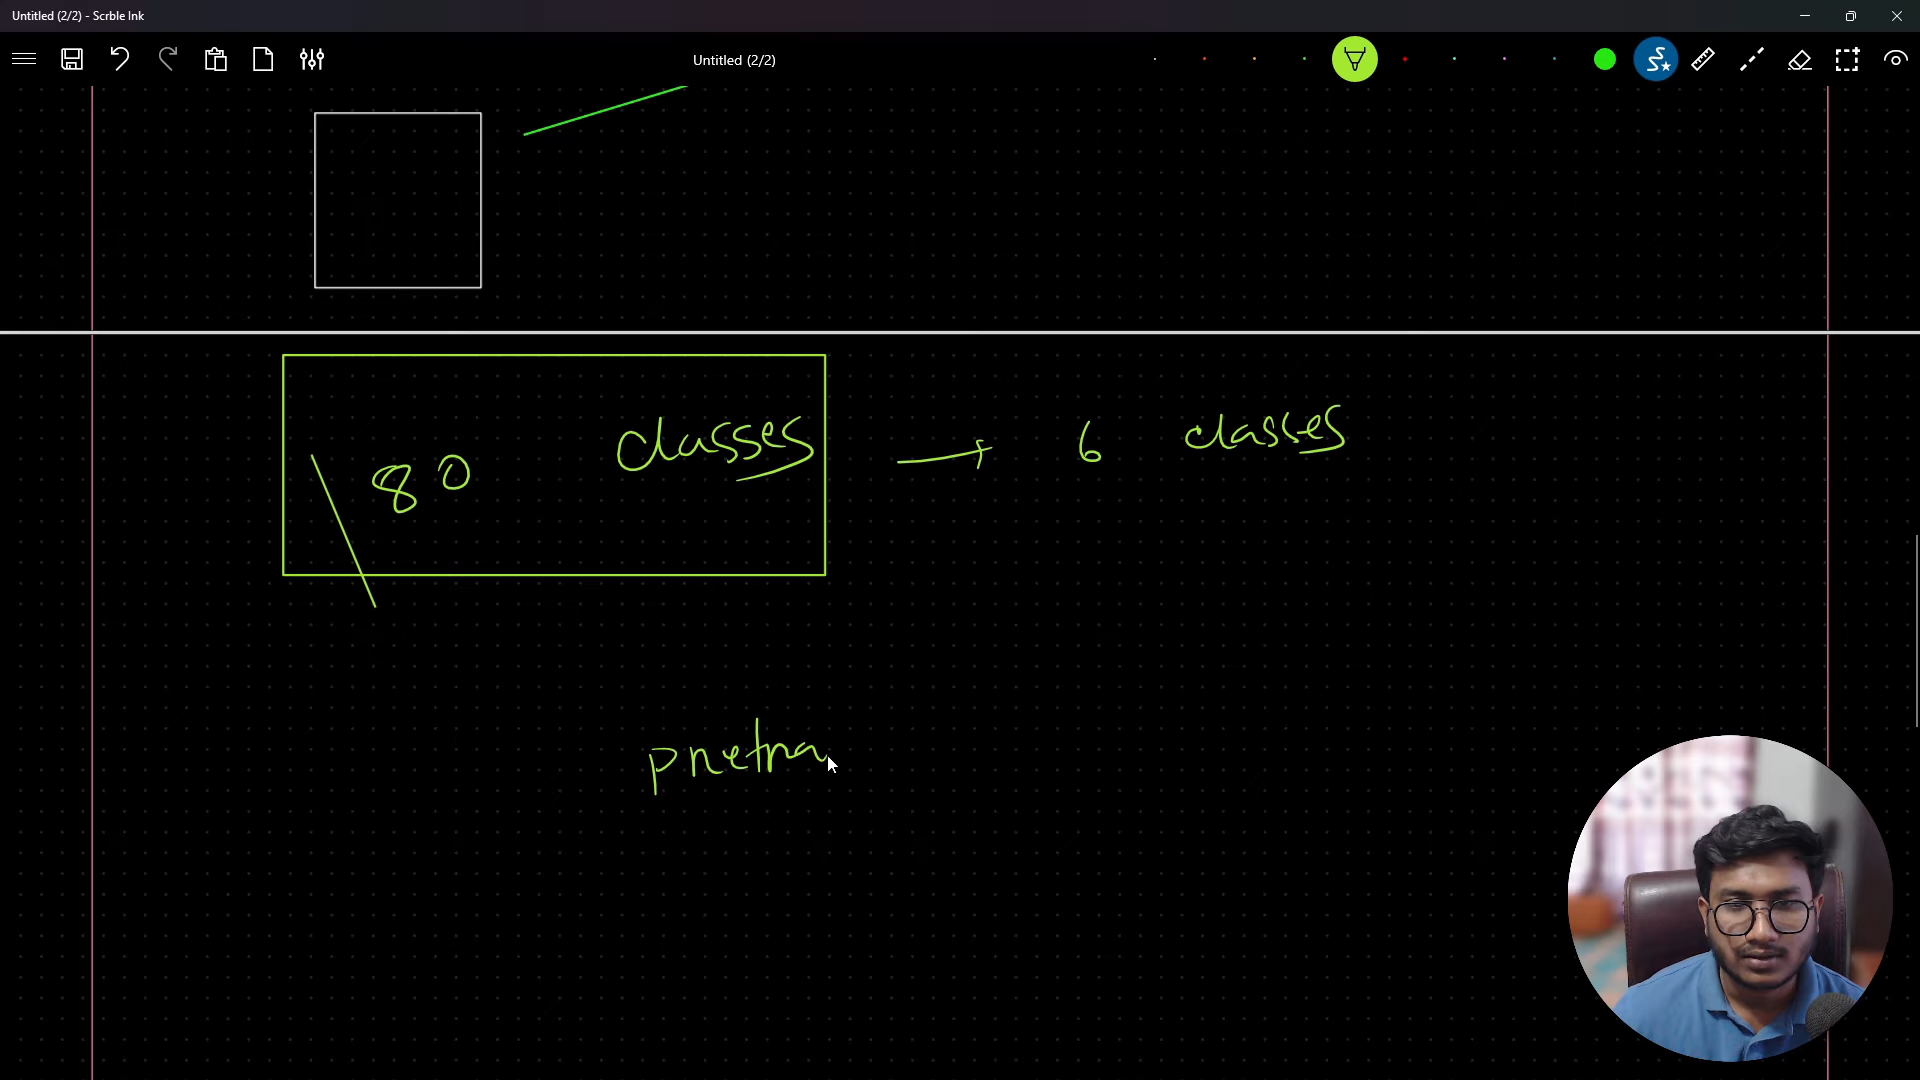 Untitled (2/2) - Scrble Ink
Untitled (2/2)
80 classes → 6 classes
pretra